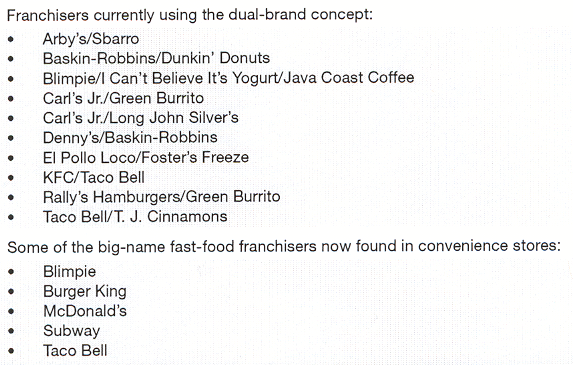 Franchisers currently using the dual-brand concept:
• Arby's/Sbarro
• Baskin-Robbins/Dunkin' Donuts
• Blimpie/I Can't Believe It's Yogurt/Java Coast Coffee
• Carl's Jr./Green Burrito
• Carl's Jr./Long John Silver's
• Denny's/Baskin-Robbins
• El Pollo Loco/Foster's Freeze
• KFC/Taco Bell
• Rally's Hamburgers/Green Burrito
• Taco Bell/T. J. Cinnamons
Some of the big-name fast-food franchisers now found in convenience stores:
• Blimpie
• Burger King
• McDonald's
• Subway
• Taco Bell